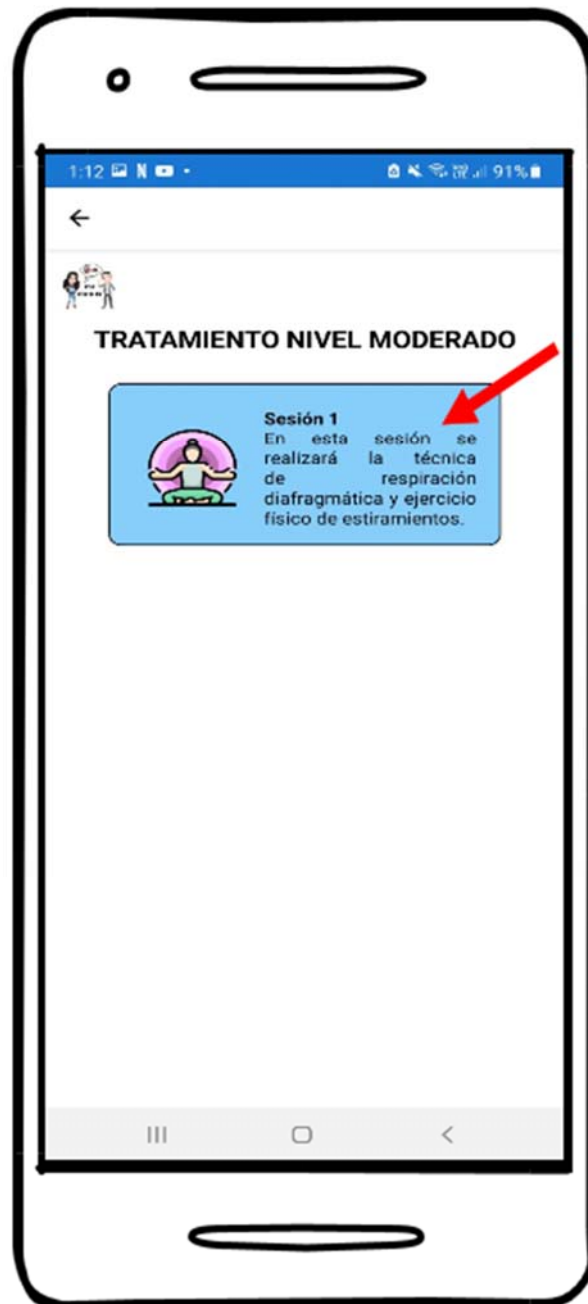 1:12 N 91%
TRATAMIENTO NIVEL MODERADO
Sesión 1
En esta sesión se
realizará la técnica
de respiración
diafragmática y ejercicio
físico de estiramientos.